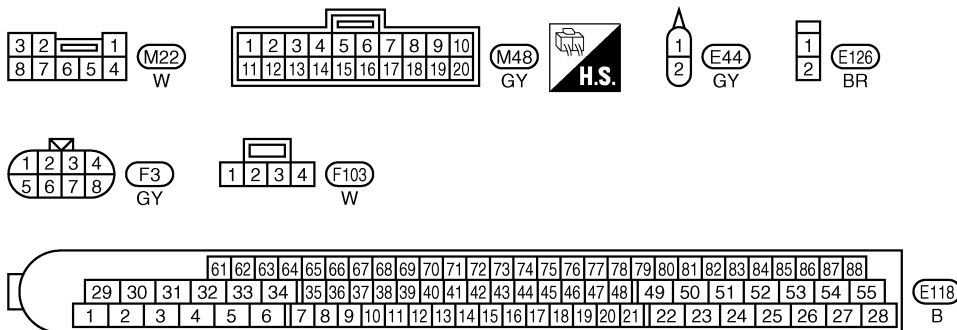 3 2 1
8 7 6 5 4
M22
W
1 2 3 4 5 6 7 8 9 10
11 12 13 14 15 16 17 18 19 20
M48
GY
H.S.
1
2
E44
GY
1
2
E126
BR
1 2 3 4
5 6 7 8
F3
GY
1 2 3 4
F103
W
61 62 63 64 65 66 67 68 69 70 71 72 73 74 75 76 77 78 79 80 81 82 83 84 85 86 87 88
29 30 31 32 33 34 35 36 37 38 39 40 41 42 43 44 45 46 47 48 49 50 51 52 53 54 55
1 2 3 4 5 6 7 8 9 10 11 12 13 14 15 16 17 18 19 20 21 22 23 24 25 26 27 28
E118
B